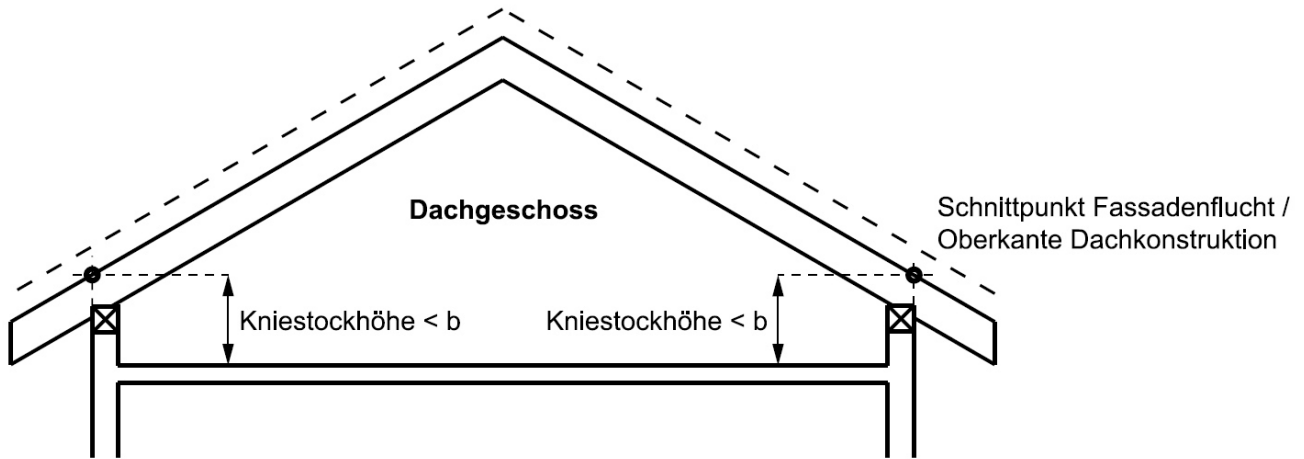 Dachgeschoss
Schnittpunkt Fassadenflucht /
Oberkante Dachkonstruktion
Kniestockhöhe < b
Kniestockhöhe < b